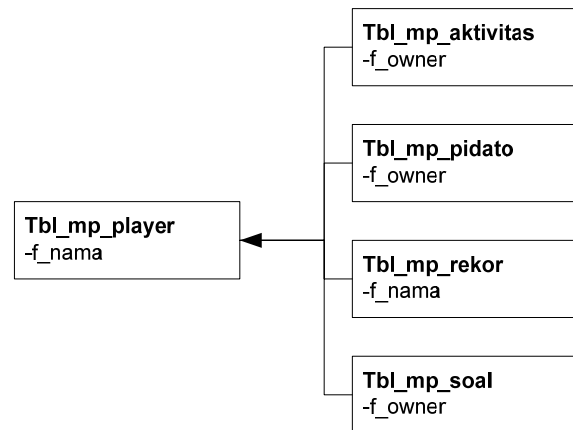 Tbl_mp_aktivitas
-f_owner
Tbl_mp_pidato
-f_owner
Tbl_mp_player
-f_nama
Tbl_mp_rekor
-f_nama
Tbl_mp_soal
-f_owner